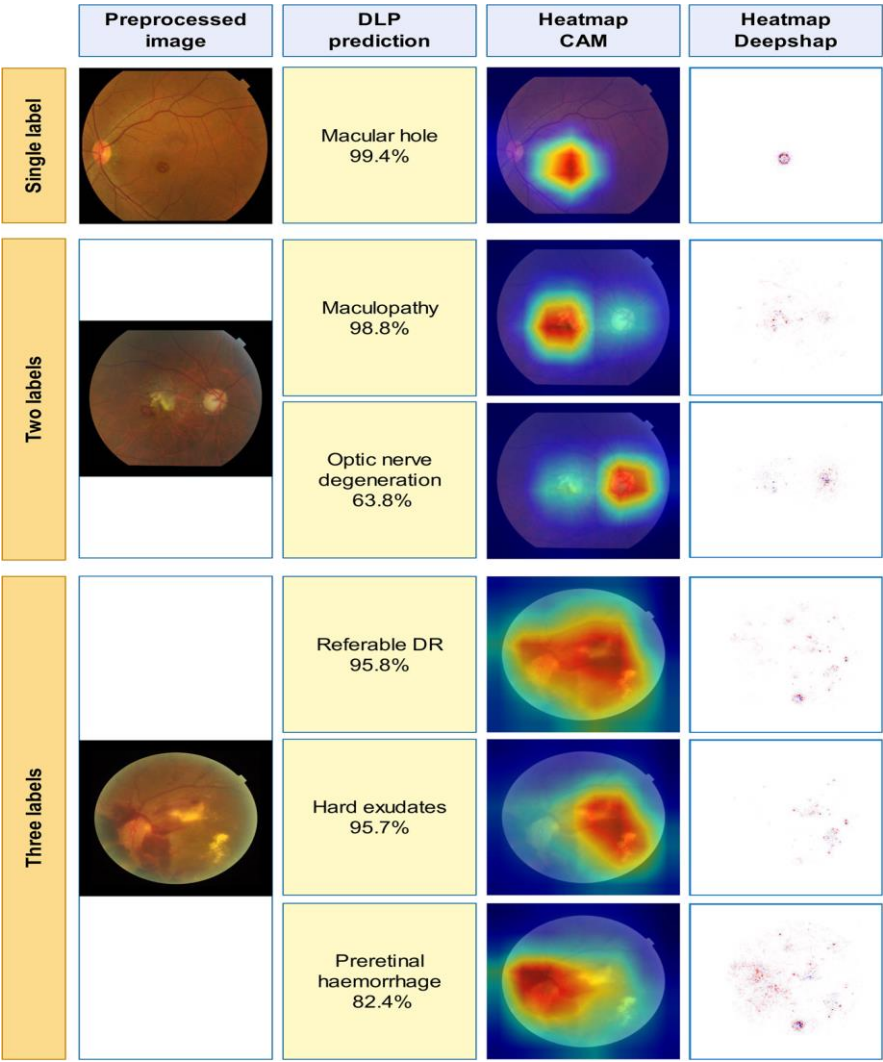 Preprocessed
image
DLP
prediction
Heatmap
CAM
Heatmap
Deepshap
Single label
Macular hole
99.4%
Two labels
Maculopathy
98.8%
Optic nerve
degeneration
63.8%
Three labels
Referable DR
95.8%
Hard exudates
95.7%
Preretinal
haemorrhage
82.4%